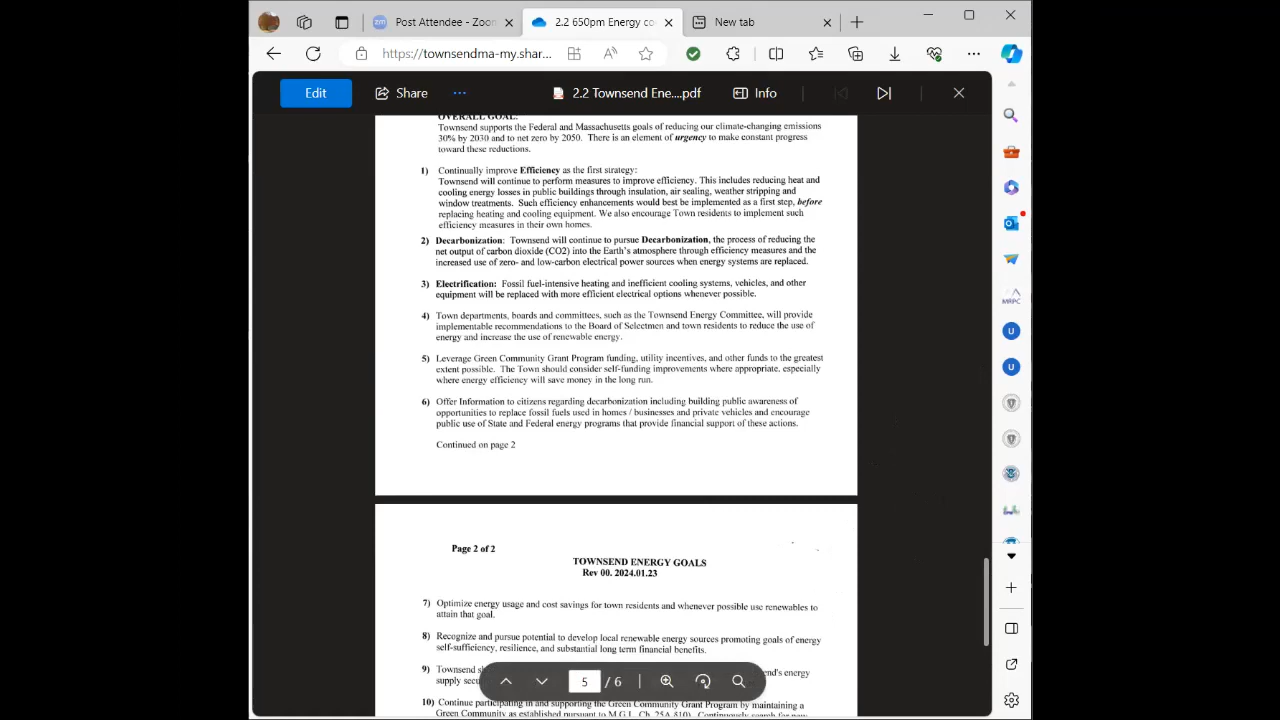 Post Attendee - Zoom
2.2 650pm Energy co
New tab
https://townsendma-my.shar...
Edit
Share
...
2.2 Townsend Ene....pdf
Info
OVERALL GOAL:
Townsend supports the Federal and Massachusetts goals of reducing our climate-changing emissions
30% by 2030 and to net zero by 2050. There is an element of urgency to make constant progress
toward these reductions.
1) Continually improve Efficiency as the first strategy:
Townsend will continue to perform measures to improve efficiency. This includes reducing heat and
cooling energy losses in public buildings through insulation, air sealing, weather stripping and
window treatments. Such efficiency enhancements would best be implemented as a first step, before
replacing heating and cooling equipment. We also encourage Town residents to implement such
efficiency measures in their own homes.
2) Decarbonization: Townsend will continue to pursue Decarbonization, the process of reducing the
net output of carbon dioxide (CO2) into the Earth's atmosphere through efficiency measures and the
increased use of zero- and low-carbon electrical power sources when energy systems are replaced.
3) Electrification: Fossil fuel-intensive heating and inefficient cooling systems, vehicles, and other
equipment will be replaced with more efficient electrical options whenever possible.
4) Town departments, boards and committees, such as the Townsend Energy Committee, will provide
implementable recommendations to the Board of Selectmen and town residents to reduce the use of
energy and increase the use of renewable energy.
5) Leverage Green Community Grant Program funding, utility incentives, and other funds to the greatest
extent possible. The Town should consider self-funding improvements where appropriate, especially
where energy efficiency will save money in the long run.
6) Offer Information to citizens regarding decarbonization including building public awareness of
opportunities to replace fossil fuels used in homes / businesses and private vehicles and encourage
public use of State and Federal energy programs that provide financial support of these actions.
Continued on page 2
Page 2 of 2
TOWNSEND ENERGY GOALS
Rev 00. 2024.01.23
7) Optimize energy usage and cost savings for town residents and whenever possible use renewables to
attain that goal.
8) Recognize and pursue potential to develop local renewable energy sources promoting goals of energy
self-sufficiency, resilience, and substantial long term financial benefits.
9) Townsend end's energy
supply
5 / 6
10) Continue participating in and supporting the Green Community Grant Program by maintaining a
Green Community as established pursuant to M.G.L. Ch. 25A §10). Continuously search for new
zm
MRPC
U
U